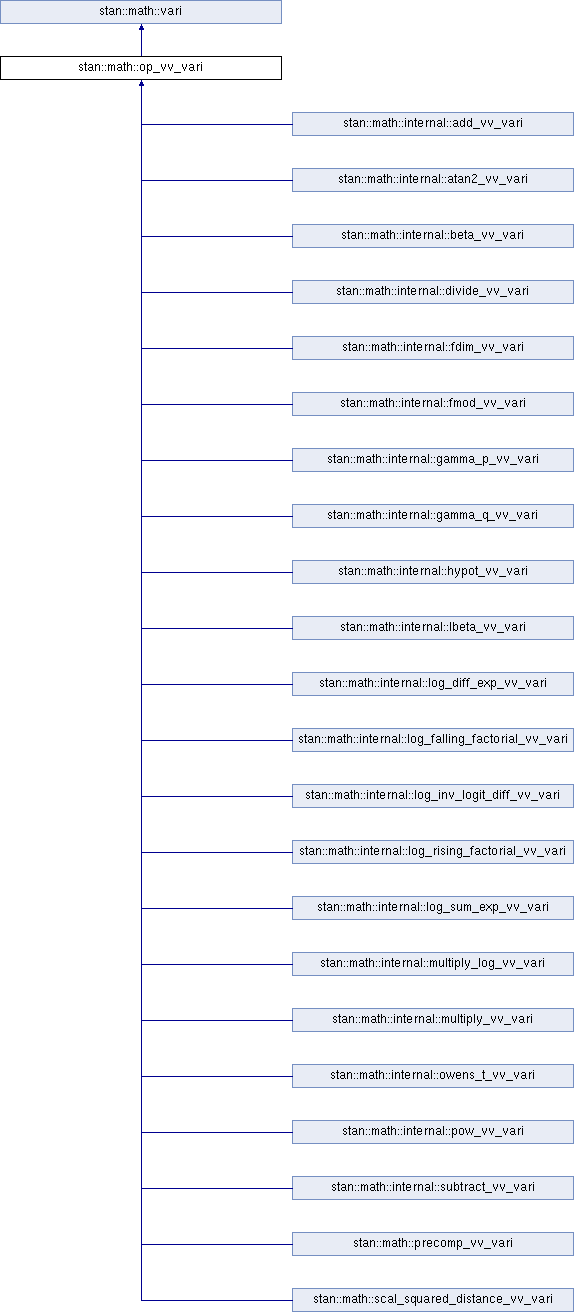 stan::math::vari
stan::math::op_vv_vari
stan::math::internal::add_vv_vari
stan::math::internal::atan2_vv_vari
stan::math::internal::beta_vv_vari
stan::math::internal::divide_vv_vari
stan::math::internal::fdim_vv_vari
stan::math::internal::fmod_vv_vari
stan::math::internal::gamma_p_vv_vari
stan::math::internal::gamma_q_vv_vari
stan::math::internal::hypot_vv_vari
stan::math::internal::lbeta_vv_vari
stan::math::internal::log_diff_exp_vv_vari
stan::math::internal::log_falling_factorial_vv_vari
stan::math::internal::log_inv_logit_diff_vv_vari
stan::math::internal::log_rising_factorial_vv_vari
stan::math::internal::log_sum_exp_vv_vari
stan::math::internal::multiply_log_vv_vari
stan::math::internal::multiply_vv_vari
stan::math::internal::owens_t_vv_vari
stan::math::internal::pow_vv_vari
stan::math::internal::subtract_vv_vari
stan::math::precomp_vv_vari
stan::math::scal_squared_distance_vv_vari